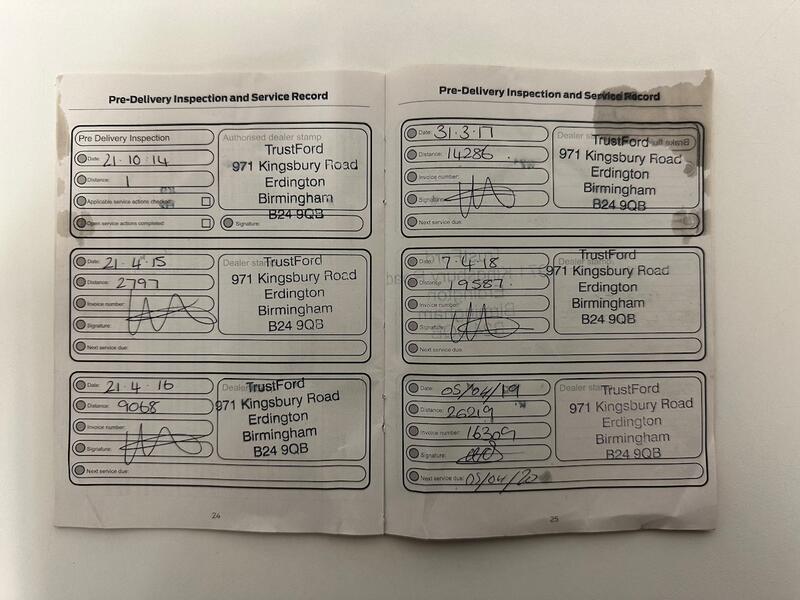 Pre-Delivery Inspection and Service Record
Pre Delivery Inspection
Date: 21·10·14
Distance: 1
Applicable service actions checked:
Open service actions completed:
Authorised dealer stamp
TrustFord
971 Kingsbury Road
Erdington
Birmingham
B24 9QB
Signature:
Date: 21·4·15
Distance: 2797
Invoice number:
Signature:
Next service due:
Dealer stamp
TrustFord
971 Kingsbury Road
Erdington
Birmingham
B24 9QB
Date: 21·4·16
Distance: 9068
Invoice number:
Signature:
Next service due:
Dealer
TrustFord
971 Kingsbury Road
Erdington
Birmingham
B24 9QB
24
Pre-Delivery Inspection and Service Record
Date: 31·3·17
Distance: 14286
Invoice number:
Signature:
Next service due:
Dealer
TrustFord
971 Kingsbury Road
Erdington
Birmingham
B24 9QB
Date: 7·4·18
Distance: 19587
Invoice number:
Signature:
Next service due:
Dealer
TrustFord
971 Kingsbury Road
Erdington
Birmingham
B24 9QB
Date: 05/04/19
Distance: 26219
Invoice number: 16309
Signature:
Next service due: 05/04/20
Dealer stamp
TrustFord
971 Kingsbury Road
Erdington
Birmingham
B24 9QB
25